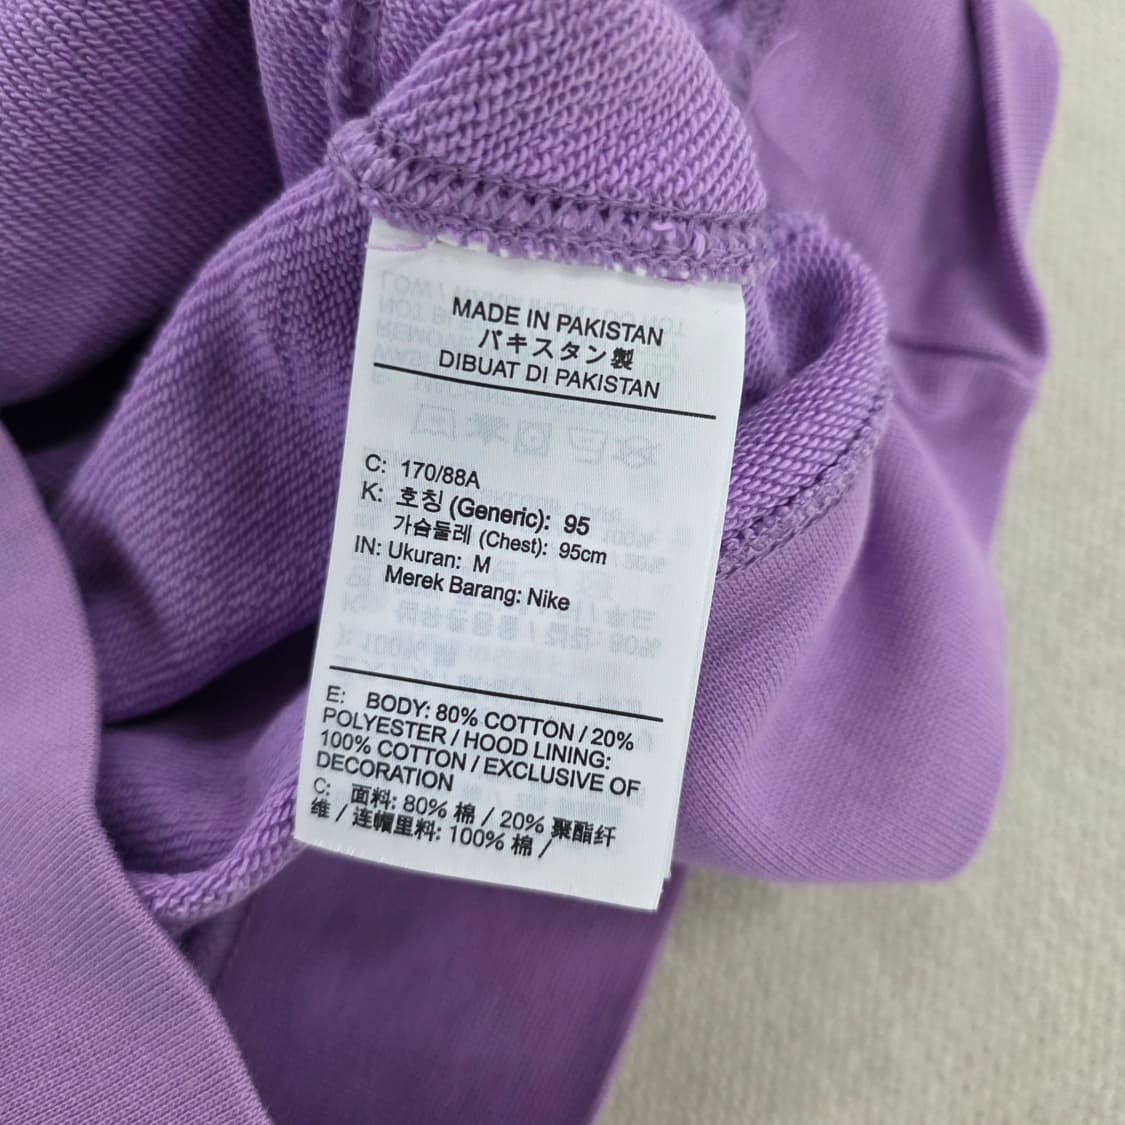 MADE IN PAKISTAN
パキスタン製
DIBUAT DI PAKISTAN
C: 170/88A
K: 호칭 (Generic): 95
가슴둘레 (Chest): 95cm
IN: Ukuran: M
Merek Barang: Nike
E: BODY: 80% COTTON / 20%
POLYESTER / HOOD LINING:
100% COTTON / EXCLUSIVE OF
DECORATION
C: 面料: 80% 棉 / 20% 聚酯纤
维 / 连帽里料: 100% 棉 /